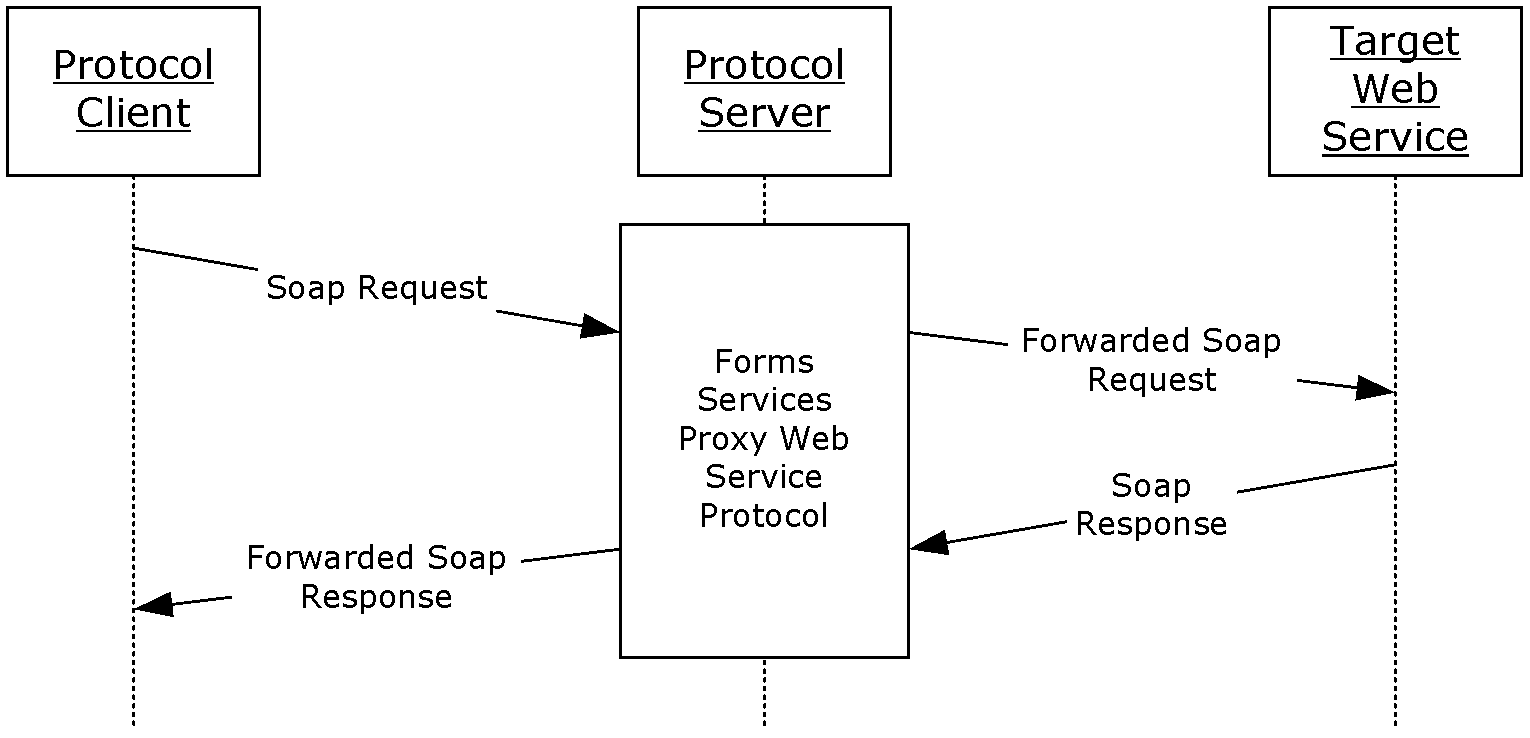 Protocol
Client
Protocol
Server
Target
Web
Service
Soap Request
Forwarded Soap
Request
Forms
Services
Proxy Web
Service
Protocol
Soap
Response
Forwarded Soap
Response